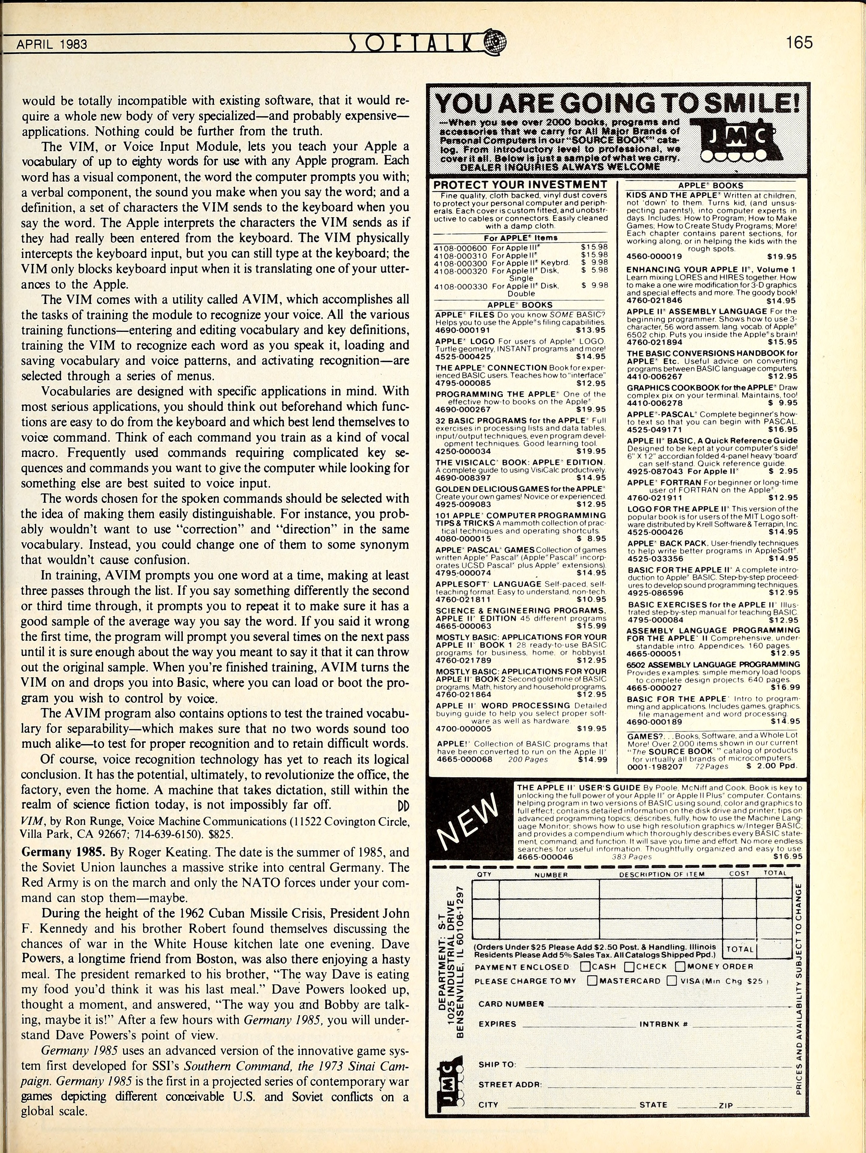 APRIL 1983
SOFTALK
165
would be totally incompatible with existing software, that it would re-
quire a whole new body of very specialized—and probably expensive—
applications. Nothing could be further from the truth.
The VIM, or Voice Input Module, lets you teach your Apple a
vocabulary of up to eighty words for use with any Apple program. Each
word has a visual component, the word the computer prompts you with;
a verbal component, the sound you make when you say the word; and a
definition, a set of characters the VIM sends to the keyboard when you
say the word. The Apple interprets the characters the VIM sends as if
they had really been entered from the keyboard. The VIM physically
intercepts the keyboard input, but you can still type at the keyboard; the
VIM only blocks keyboard input when it is translating one of your utter-
ances to the Apple.
The VIM comes with a utility called AVIM, which accomplishes all
the tasks of training the module to recognize your voice. All the various
training functions—entering and editing vocabulary and key definitions,
training the VIM to recognize each word as you speak it, loading and
saving vocabulary and voice patterns, and activating recognition—are
selected through a series of menus.
Vocabularies are designed with specific applications in mind. With
most serious applications, you should think out beforehand which func-
tions are easy to do from the keyboard and which best lend themselves to
voice command. Think of each command you train as a kind of vocal
macro. Frequently used commands requiring complicated key se-
quences and commands you want to give the computer while looking for
something else are best suited to voice input.
The words chosen for the spoken commands should be selected with
the idea of making them easily distinguishable. For instance, you prob-
ably wouldn't want to use "correction" and "direction" in the same
vocabulary. Instead, you could change one of them to some synonym
that wouldn't cause confusion.
In training, AVIM prompts you one word at a time, making at least
three passes through the list. If you say something differently the second
or third time through, it prompts you to repeat it to make sure it has a
good sample of the average way you say the word. If you said it wrong
the first time, the program will prompt you several times on the next pass
until it is sure enough about the way you meant to say it that it can throw
out the original sample. When you're finished training, AVIM turns the
VIM on and drops you into Basic, where you can load or boot the pro-
gram you wish to control by voice.
The AVIM program also contains options to test the trained vocabu-
lary for separability—which makes sure that no two words sound too
much alike—to test for proper recognition and to retain difficult words.
Of course, voice recognition technology has yet to reach its logical
conclusion. It has the potential, ultimately, to revolutionize the office, the
factory, even the home. A machine that takes dictation, still within the
realm of science fiction today, is not impossibly far off. DD
VIM, by Ron Runge, Voice Machine Communications (11522 Covington Circle,
Villa Park, CA 92667; 714-639-6150). $825.
Germany 1985. By Roger Keating. The date is the summer of 1985, and
the Soviet Union launches a massive strike into central Germany. The
Red Army is on the march and only the NATO forces under your com-
mand can stop them—maybe.
During the height of the 1962 Cuban Missile Crisis, President John
F. Kennedy and his brother Robert found themselves discussing the
chances of war in the White House kitchen late one evening. Dave
Powers, a longtime friend from Boston, was also there enjoying a hasty
meal. The president remarked to his brother, "The way Dave is eating
my food you'd think it was his last meal." Dave Powers looked up,
thought a moment, and answered, "The way you and Bobby are talk-
ing, maybe it is!" After a few hours with Germany 1985, you will under-
stand Dave Powers's point of view.
Germany 1985 uses an advanced version of the innovative game sys-
tem first developed for SSI's Southern Command, the 1973 Sinai Cam-
paign. Germany 1985 is the first in a projected series of contemporary war
games depicting different conceivable U.S. and Soviet conflicts on a
global scale.
YOU ARE GOING TO SMILE!
—When you see over 2000 books, programs and
accessories that we carry for All Major Brands of
Personal Computers in our "SOURCE BOOK" cata-
log. From introductory level to professional, we
cover it all. Below is just a sample of what we carry.
DEALER INQUIRIES ALWAYS WELCOME
JMC
PROTECT YOUR INVESTMENT
Fine quality, cloth backed, vinyl dust covers
to protect your personal computer and periph-
erals. Each cover is custom fitted, and unobstr-
uctive to cables or connectors. Easily cleaned
with a damp cloth.
For APPLE® Items
4108-000600 For Apple III® $15.98
4108-000310 For Apple II® $15.98
4108-000300 For Apple II® Keybrd. $ 9.98
4108-000320 For Apple II® Disk, $ 5.98
Single
4108-000330 For Apple II® Disk, $ 9.98
Double
APPLE® BOOKS
APPLE® FILES Do you know SOME BASIC?
Helps you to use the Apple®s filing capabilities.
4690-000191 $13.95
APPLE® LOGO For users of Apple® LOGO.
Turtle geometry, INSTANT programs and more!
4525-000425 $14.95
THE APPLE® CONNECTION Book for exper-
ienced BASIC users. Teaches how to "interface"
4795-000085 $12.95
PROGRAMMING THE APPLE® One of the
effective how-to books on the Apple®.
4690-000267 $19.95
32 BASIC PROGRAMS for the APPLE® Full
exercises in processing lists and data tables,
input/output techniques, even program devel-
opment techniques. Good learning tool.
4250-000034 $19.95
THE VISICALC® BOOK: APPLE® EDITION.
A complete guide to using VisiCalc productively.
4690-008397 $14.95
GOLDEN DELICIOUS GAMES for the APPLE®
Create your own games! Novice or experienced.
4925-009083 $12.95
101 APPLE® COMPUTER PROGRAMMING
TIPS & TRICKS A mammoth collection of prac-
tical techniques and operating shortcuts.
4080-000015 $ 8.95
APPLE® PASCAL® GAMES Collection of games
written Apple® Pascal® (Apple® Pascal® incorp-
orates UCSD Pascal® plus Apple® extensions).
4795-000074 $14.95
APPLESOFT® LANGUAGE Self-paced, self-
teaching format. Easy to understand, non-tech.
4760-021811 $10.95
SCIENCE & ENGINEERING PROGRAMS,
APPLE II® EDITION 45 different programs
4665-000063 $15.99
MOSTLY BASIC: APPLICATIONS FOR YOUR
APPLE II® BOOK 1 28 ready-to-use BASIC
programs for business, home, or hobbyist
4760-021789 $12.95
MOSTLY BASIC: APPLICATIONS FOR YOUR
APPLE II® BOOK 2 Second gold mine of BASIC
programs. Math, history and household programs.
4760-021864 $12.95
APPLE II® WORD PROCESSING Detailed
buying guide to help you select proper soft-
ware as well as hardware.
4700-000005 $19.95
APPLE!® Collection of BASIC programs that
have been converted to run on the Apple II®
4665-000068 200 Pages $14.99
APPLE® BOOKS
KIDS AND THE APPLE® Written at children,
not 'down' to them. Turns kid, (and unsus-
pecting parents!), into computer experts in
days. Includes: How to Program; How to Make
Games; How to Create Study Programs; More!
Each chapter contains parent sections, for
working along, or in helping the kids with the
rough spots.
4560-000019 $19.95
ENHANCING YOUR APPLE II®, Volume 1
Learn mixing LORES and HIRES together. How
to make a one wire modification for 3-D graphics
and special effects and more. The goody book!
4760-021846 $14.95
APPLE II® ASSEMBLY LANGUAGE For the
beginning programmer. Shows how to use 3-
character, 56 word assem. lang. vocab. of Apple®
6502 chip. Puts you inside the Apple®'s brain!
4760-021894 $15.95
THE BASIC CONVERSIONS HANDBOOK for
APPLE® Etc. Useful advice on converting
programs between BASIC language computers.
4410-006267 $12.95
GRAPHICS COOKBOOK for the APPLE® Draw
complex pix on your terminal. Maintains, too!
4410-006278 $ 9.95
APPLE®-PASCAL® Complete beginner's how-
to text so that you can begin with PASCAL.
4525-049171 $16.95
APPLE II® BASIC, A Quick Reference Guide
Designed to be kept at your computer's side!
6" X 12" accordian folded 4-panel heavy 'board'
can self-stand. Quick reference guide
4925-087043 For Apple II® $ 2.95
APPLE® FORTRAN For beginner or long-time
user of FORTRAN on the Apple®
4760-021911 $12.95
LOGO FOR THE APPLE II® This version of the
popular book is for users of the MIT Logo soft-
ware distributed by Krell Software & Terrapin, Inc.
4525-000426 $14.95
APPLE® BACK PACK. User-friendly techniques
to help write better programs in AppleSoft®.
4525-033356 $14.95
BASIC FOR THE APPLE II® A complete intro-
duction to Apple® BASIC. Step-by-step proceed-
ures to develop sound programming techniques.
4925-086596 $12.95
BASIC EXERCISES for the APPLE II® Illus-
trated step-by-step manual for teaching BASIC.
4795-000084 $12.95
ASSEMBLY LANGUAGE PROGRAMMING
FOR THE APPLE® II Comprehensive, under-
standable intro. Appendices. 160 pages.
4665-000051 $12.95
6502 ASSEMBLY LANGUAGE PROGRAMMING
Provides examples: simple memory load loops
to complete design projects. 640 pages.
4665-000027 $16.99
BASIC FOR THE APPLE® Intro to program-
ming and applications. Includes games, graphics,
file management and word processing.
4690-000189 $14.95
GAMES?...Books, Software, and a Whole Lot
More! Over 2,000 items shown in our current
"The SOURCE BOOK" catalog of products
for virtually all brands of microcomputers.
0001-198207 72 Pages $ 2.00 Ppd.
NEW
THE APPLE II® USER'S GUIDE By Poole, McNiff and Cook. Book is key to
unlocking the full power of your Apple II® or Apple II Plus® computer. Contains:
helping program in two versions of BASIC using sound, color and graphics to
full effect; contains detailed information on the disk drive and printer; tips on
advanced programming topics; describes, fully, how to use the Machine Lang-
uage Monitor; shows how to use high resolution graphics w/Integer BASIC,
and provides a compendium which thoroughly describes every BASIC state-
ment, command, and function. It will save you time and effort. No more endless
searches for useful information. Thoughtfully organized and easy to use.
4665-000046 383 Pages $16.95
DEPARTMENT: S-T
1025 INDUSTRIAL DRIVE
BENSENVILLE, IL 60106-1297
QTY NUMBER DESCRIPTION OF ITEM COST TOTAL
(Orders Under $25 Please Add $2.50 Post. & Handling. Illinois
Residents Please Add 5% Sales Tax. All Catalogs Shipped Ppd.)
TOTAL
PAYMENT ENCLOSED CASH CHECK MONEY ORDER
PLEASE CHARGE TO MY MASTERCARD VISA (Min Chg $25)
CARD NUMBER
EXPIRES INTRBNK #
SHIP TO:
STREET ADDR:
CITY STATE ZIP
JMC
PRICES AND AVAILABILITY SUBJECT TO CHANGE